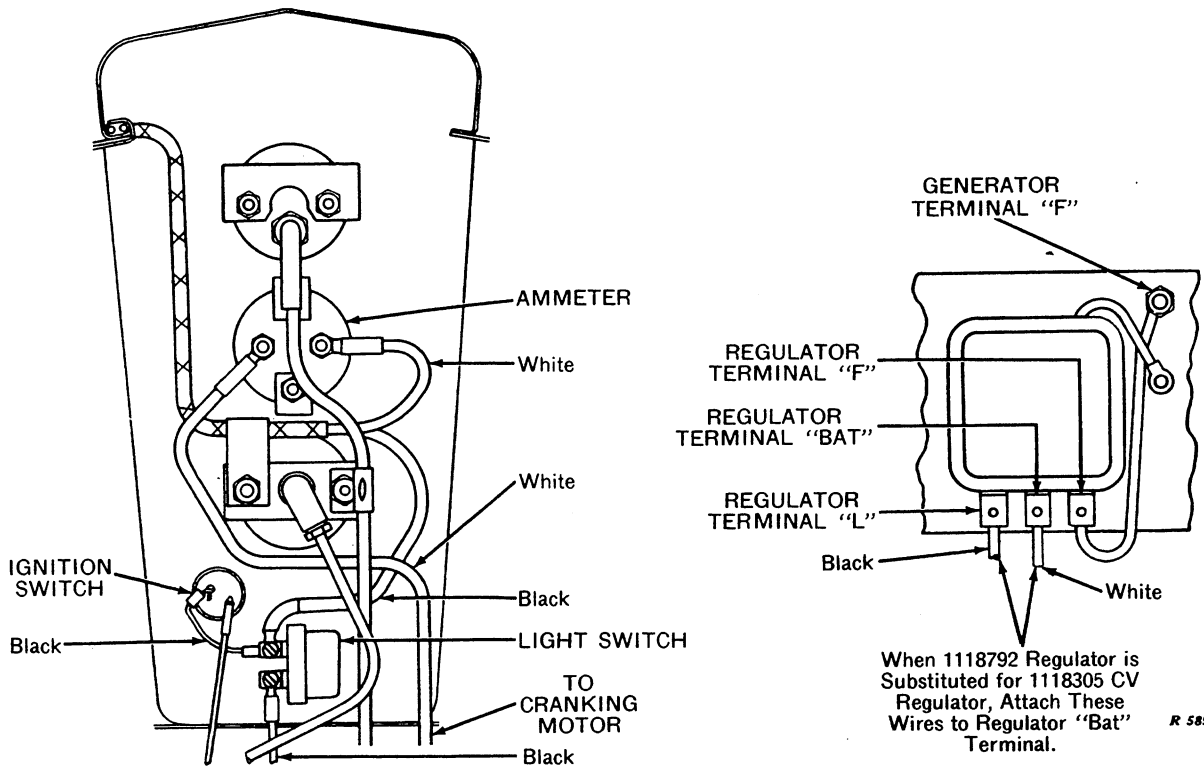 AMMETER
White
White
IGNITION
SWITCH
Black
Black
LIGHT SWITCH
TO
CRANKING
MOTOR
Black
GENERATOR
TERMINAL "F"
REGULATOR
TERMINAL "F"
REGULATOR
TERMINAL "BAT"
REGULATOR
TERMINAL "L"
Black
White
When 1118792 Regulator is
Substituted for 1118305 CV
Regulator, Attach These
Wires to Regulator "Bat"
Terminal.